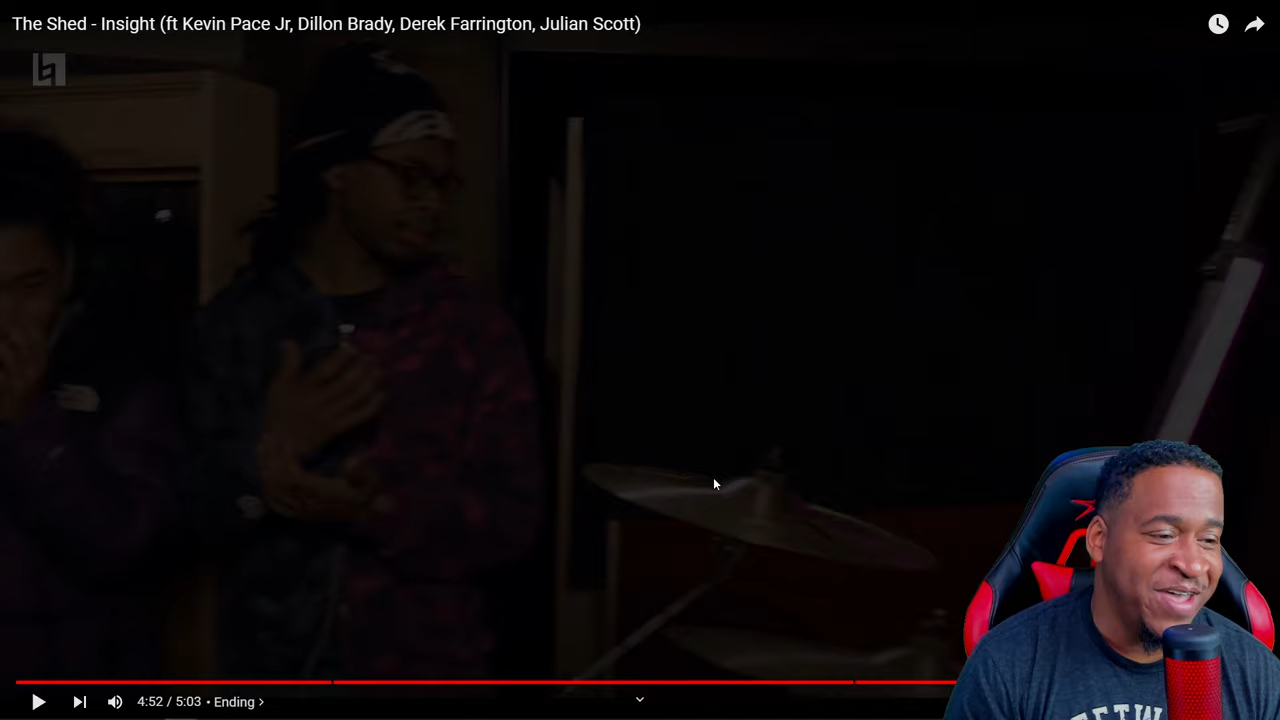 The Shed - Insight (ft Kevin Pace Jr, Dillon Brady, Derek Farrington, Julian Scott)
4:52 / 5:03 • Ending >